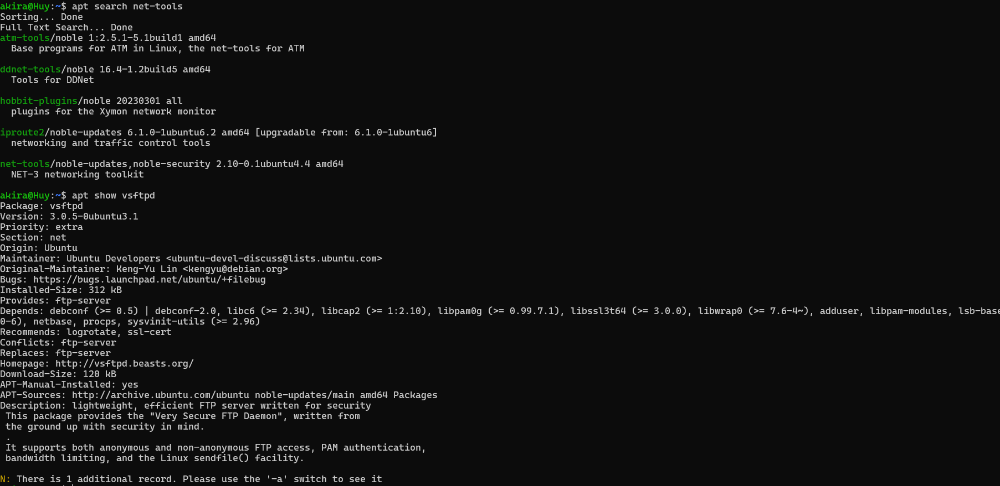 akira@Huy:~$ apt search net-tools
Sorting... Done
Full Text Search... Done
atm-tools/noble 1:2.5.1-5.1build1 amd64
  Base programs for ATM in Linux, the net-tools for ATM

ddnet-tools/noble 16.4-1.2build5 amd64
  Tools for DDNet

hobbit-plugins/noble 20230301 all
  plugins for the Xymon network monitor

iproute2/noble-updates 6.1.0-1ubuntu6.2 amd64 [upgradable from: 6.1.0-1ubuntu6]
  networking and traffic control tools

net-tools/noble-updates,noble-security 2.10-0.1ubuntu4.4 amd64
  NET-3 networking toolkit

akira@Huy:~$ apt show vsftpd
Package: vsftpd
Version: 3.0.5-0ubuntu3.1
Priority: extra
Section: net
Origin: Ubuntu
Maintainer: Ubuntu Developers <ubuntu-devel-discuss@lists.ubuntu.com>
Original-Maintainer: Keng-Yu Lin <kengyu@debian.org>
Bugs: https://bugs.launchpad.net/ubuntu/+filebug
Installed-Size: 312 kB
Provides: ftp-server
Depends: debconf (>= 0.5) | debconf-2.0, libc6 (>= 2.34), libcap2 (>= 1:2.10), libpam0g (>= 0.99.7.1), libssl3t64 (>= 3.0.0), libwrap0 (>= 7.6-4~), adduser, libpam-modules, lsb-base
0-6), netbase, procps, sysvinit-utils (>= 2.96)
Recommends: logrotate, ssl-cert
Conflicts: ftp-server
Replaces: ftp-server
Homepage: http://vsftpd.beasts.org/
Download-Size: 120 kB
APT-Manual-Installed: yes
APT-Sources: http://archive.ubuntu.com/ubuntu noble-updates/main amd64 Packages
Description: lightweight, efficient FTP server written for security
 This package provides the "Very Secure FTP Daemon", written from
 the ground up with security in mind.
 .
 It supports both anonymous and non-anonymous FTP access, PAM authentication,
 bandwidth limiting, and the Linux sendfile() facility.

N: There is 1 additional record. Please use the '-a' switch to see it